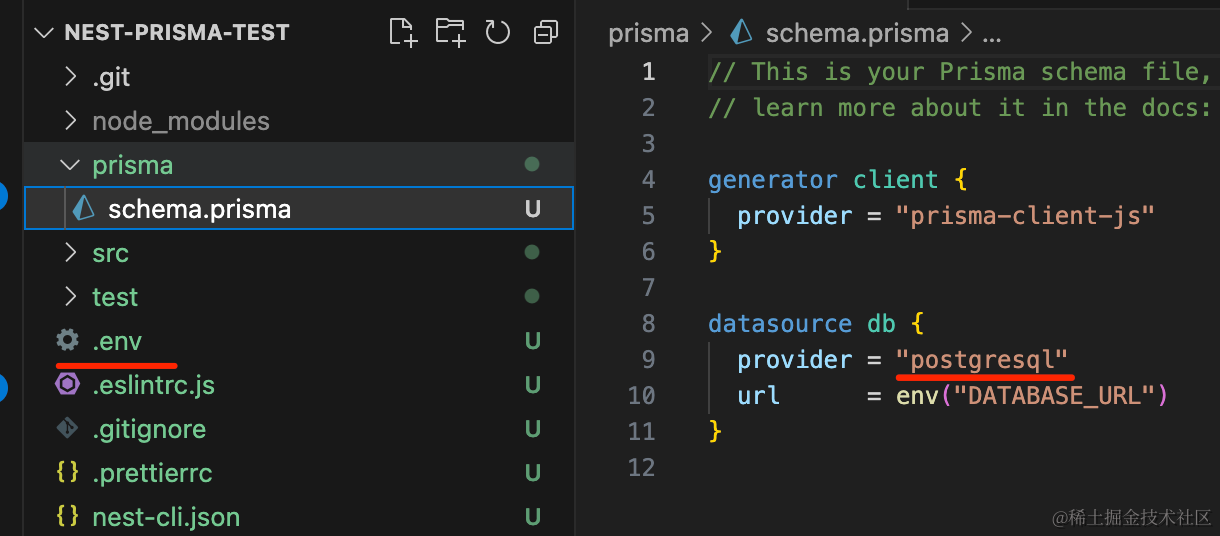 NEST-PRISMA-TEST
.git
node_modules
prisma
schema.prisma U
src
test
.env U
.eslintrc.js U
.gitignore U
.prettierrc U
nest-cli.json U
prisma > schema.prisma > ...
1 // This is your Prisma schema file,
2 // learn more about it in the docs:
3
4 generator client {
5 provider = "prisma-client-js"
6 }
7
8 datasource db {
9 provider = "postgresql"
10 url = env("DATABASE_URL")
11 }
12
@稀土掘金技术社区